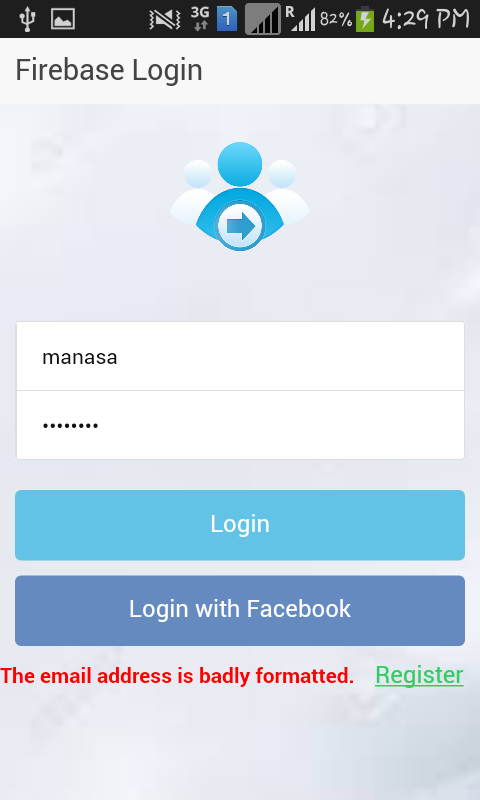 3G 1 R 82% 4:29 PM
Firebase Login
manasa
••••••••
Login
Login with Facebook
The email address is badly formatted. Register